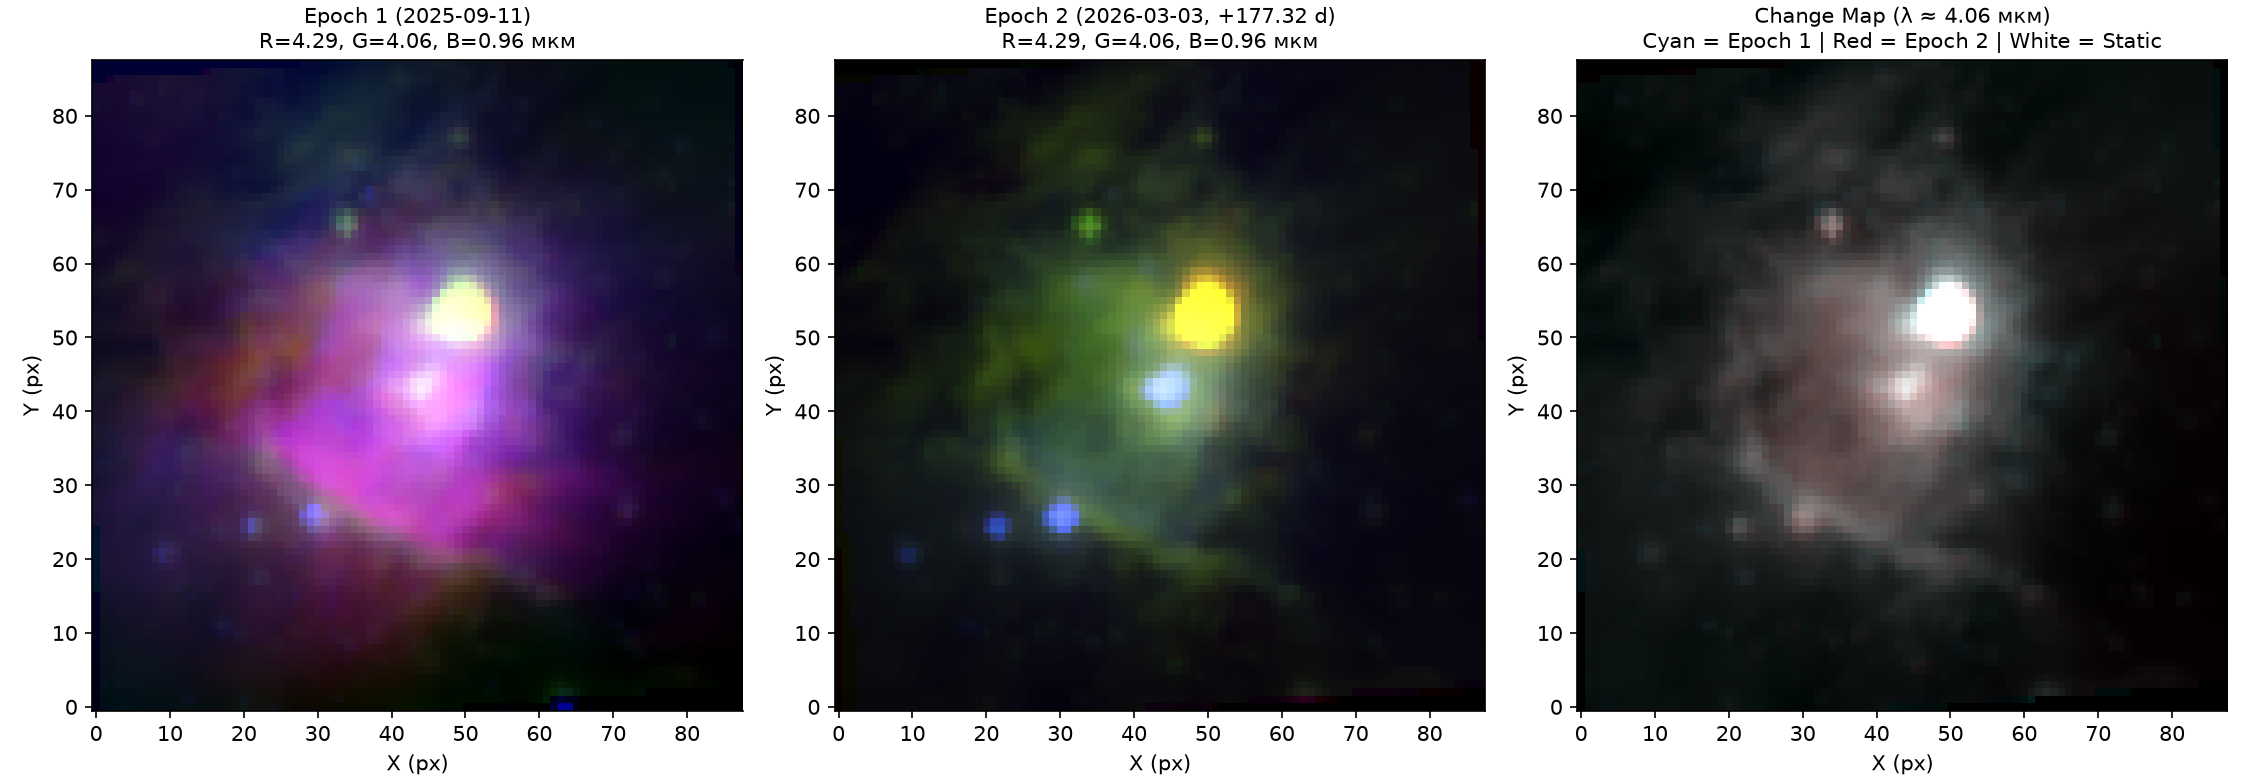 Epoch 1 (2025-09-11)
R=4.29, G=4.06, B=0.96 мкм
Epoch 2 (2026-03-03, +177.32 d)
R=4.29, G=4.06, B=0.96 мкм
Change Map (λ ≈ 4.06 мкм)
Cyan = Epoch 1 | Red = Epoch 2 | White = Static
Y (px)
80
70
60
50
40
30
20
10
0
0 10 20 30 40 50 60 70 80
X (px)
Y (px)
80
70
60
50
40
30
20
10
0
0 10 20 30 40 50 60 70 80
X (px)
Y (px)
80
70
60
50
40
30
20
10
0
0 10 20 30 40 50 60 70 80
X (px)